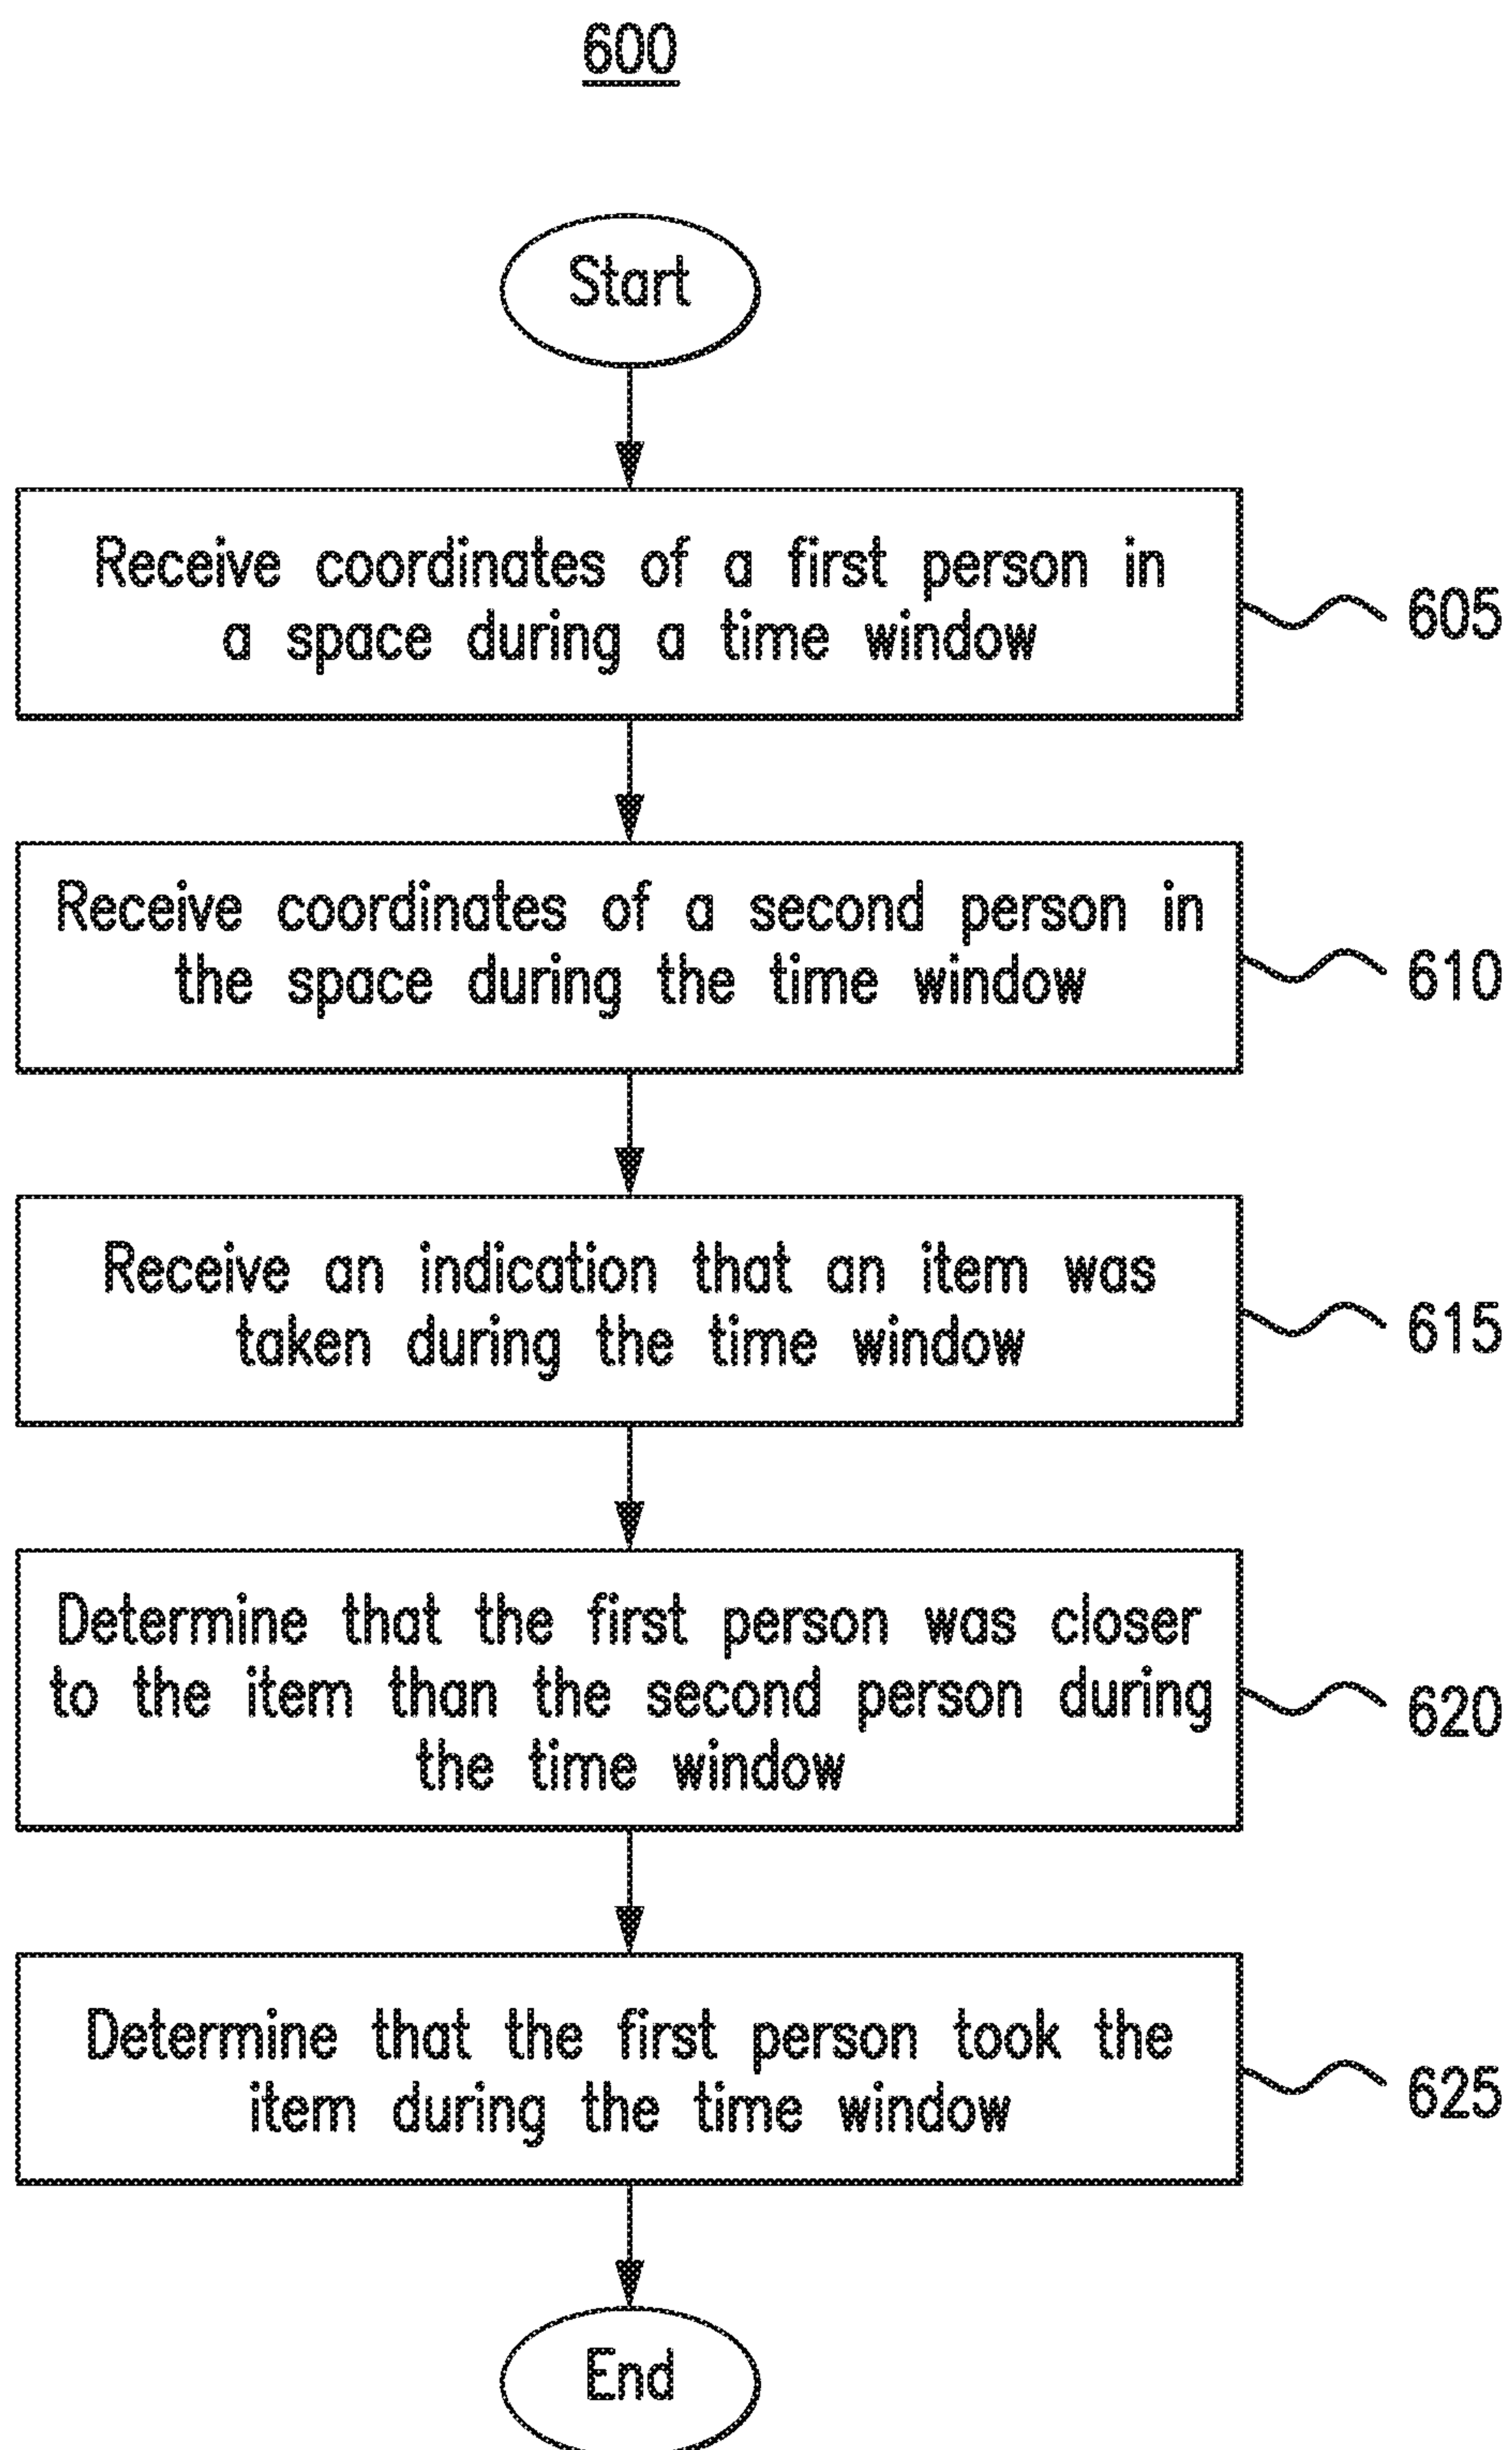 600
Start
Receive coordinates of a first person in
a space during a time window
605
Receive coordinates of a second person in
the space during the time window
610
Receive an indication that an item was
taken during the time window
615
Determine that the first person was closer
to the item than the second person during
the time window
620
Determine that the first person took the
item during the time window
625
End